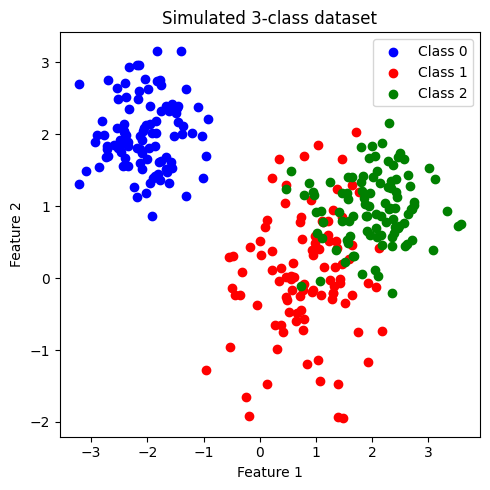 Simulated 3-class dataset
Class 0
Class 1
Class 2
3
2
1
0
−1
−2
Feature 2
−3
−2
−1
0
1
2
3
Feature 1